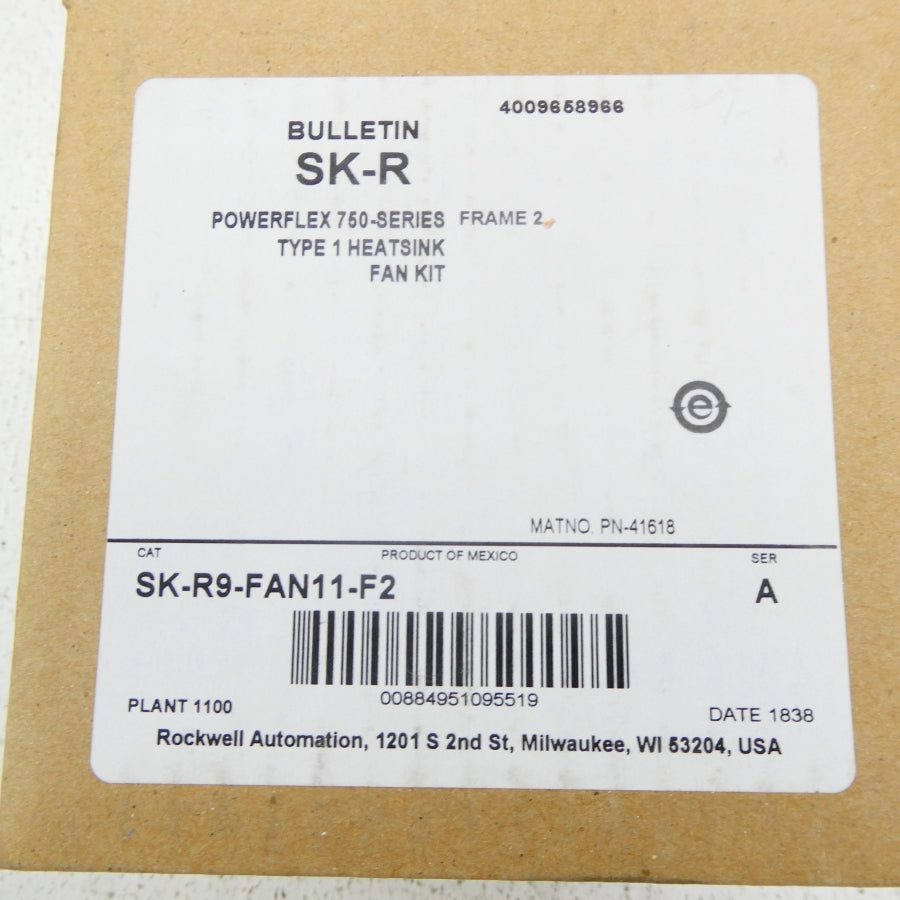 4009658966
BULLETIN
SK-R
POWERFLEX 750-SERIES FRAME 2
TYPE 1 HEATSINK
FAN KIT
e
MATNO. PN-41618
CAT PRODUCT OF MEXICO SER
SK-R9-FAN11-F2 A
00884951095519
PLANT 1100 DATE 1838
Rockwell Automation, 1201 S 2nd St, Milwaukee, WI 53204, USA